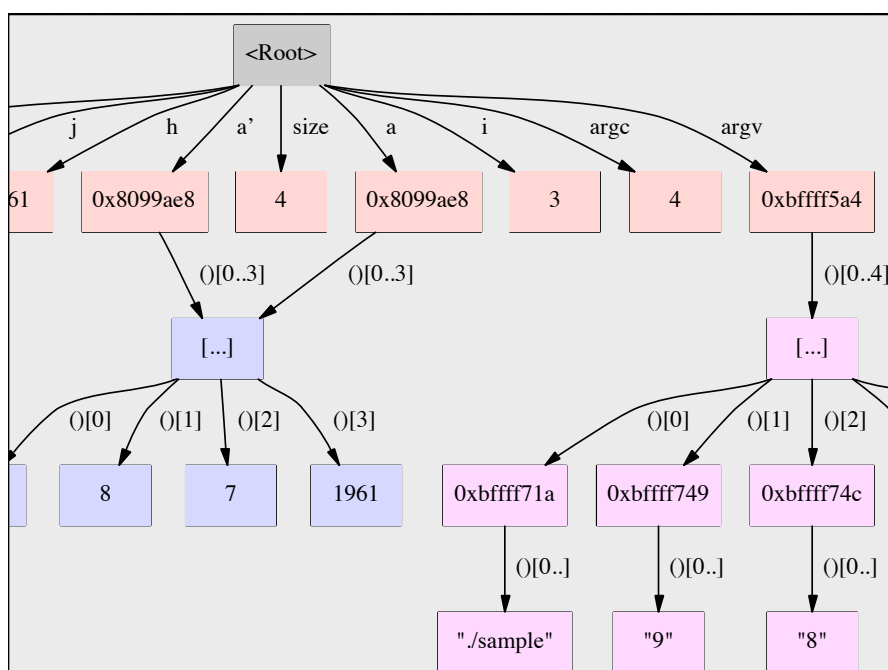 <Root>
j h a' size a i argc argv
61 0x8099ae8 4 0x8099ae8 3 4 0xbffff5a4
()[0..3] ()[0..3] ()[0..4]
[...] [...]
()[0] ()[1] ()[2] ()[3] ()[0] ()[1] ()[2]
8 7 1961 0xbffff71a 0xbffff749 0xbffff74c
()[0..] ()[0..] ()[0..]
"./sample" "9" "8"